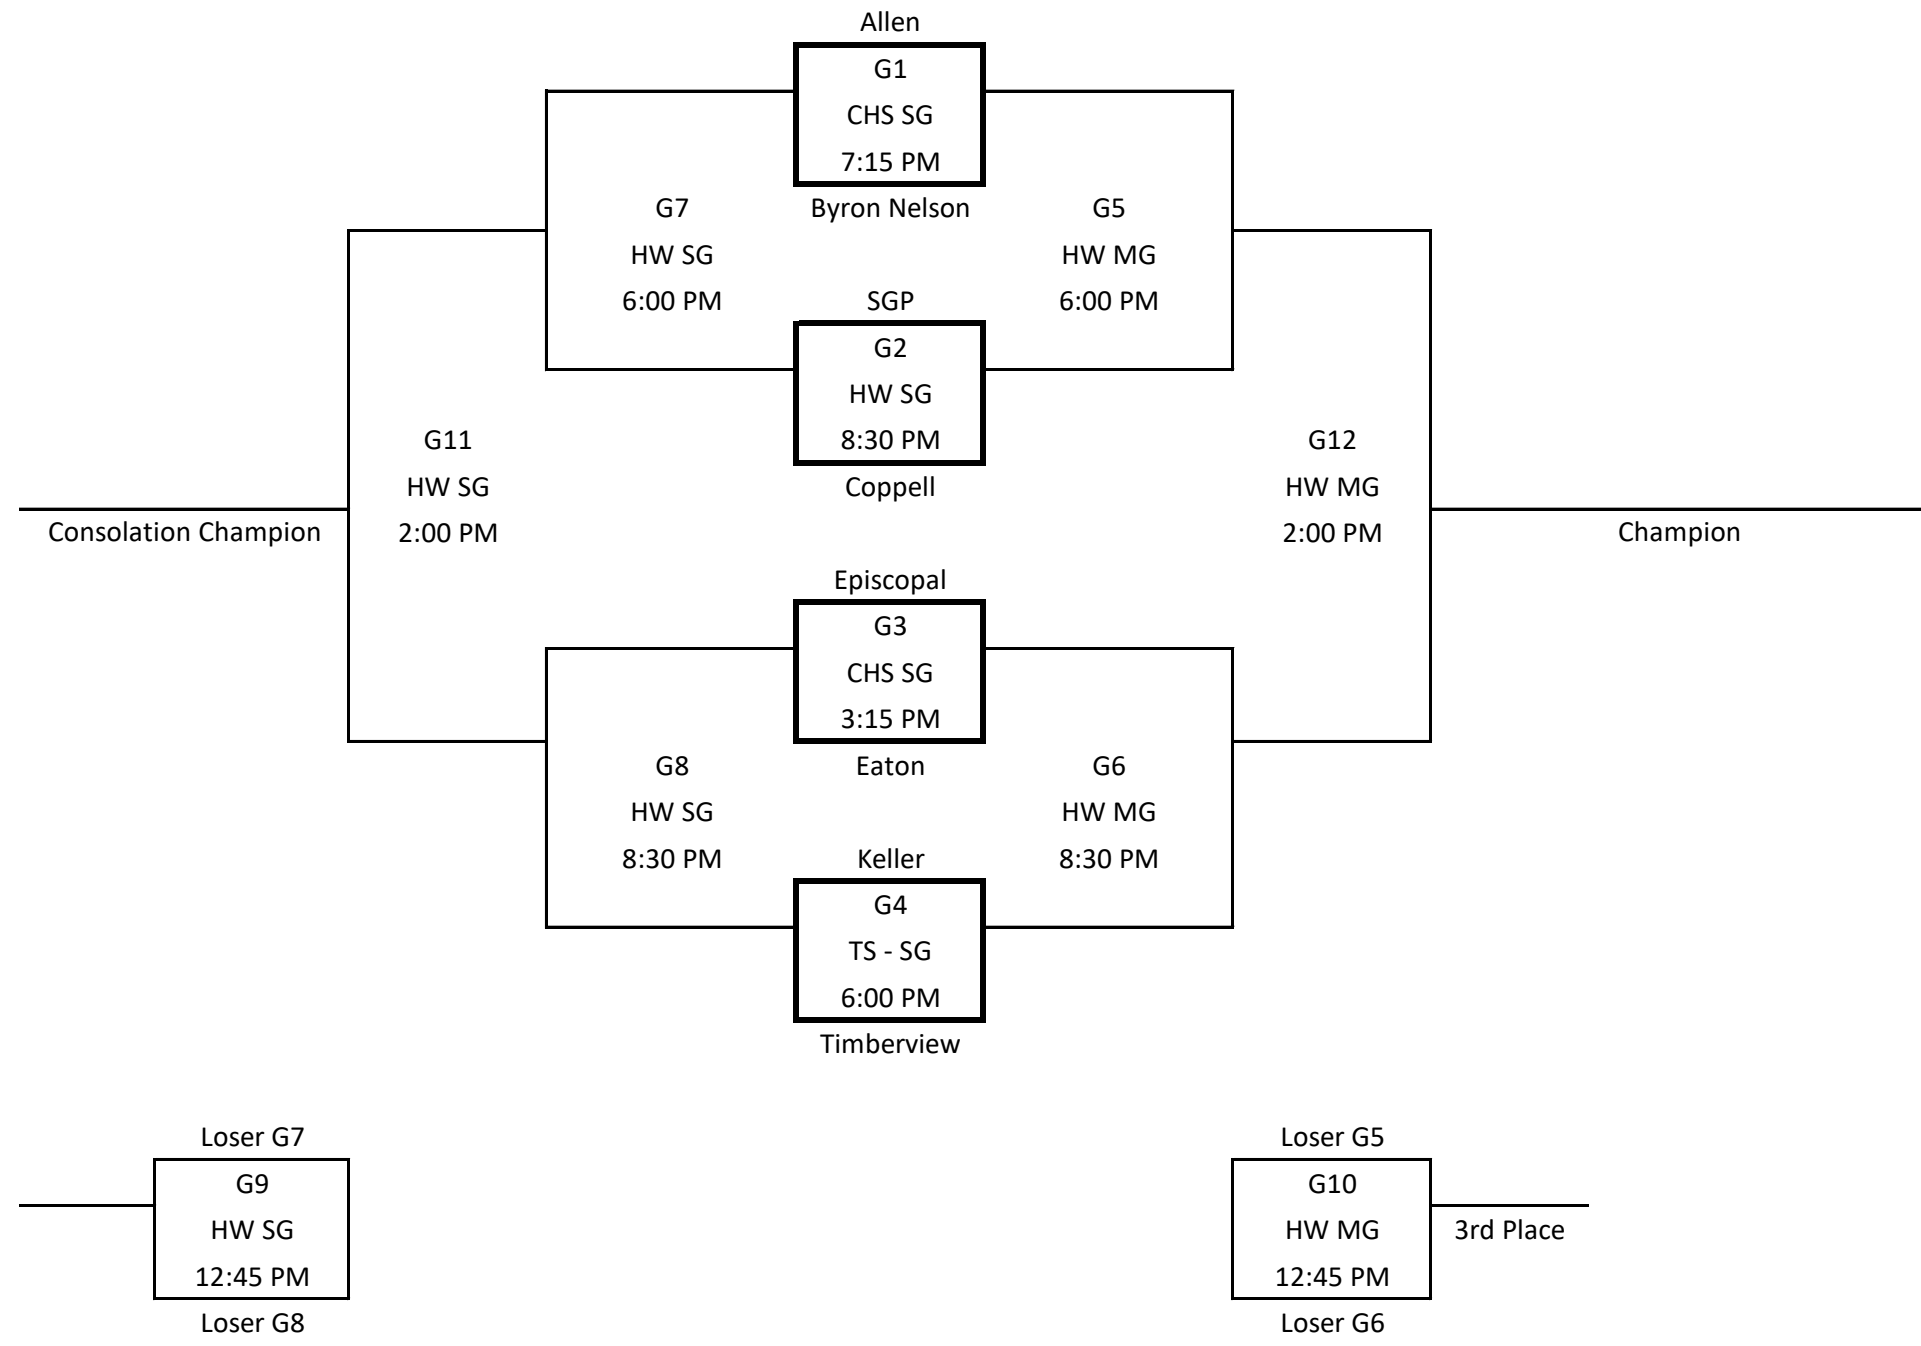 Allen
G1
CHS SG
7:15 PM
Byron Nelson
G7
HW SG
6:00 PM
G5
HW MG
6:00 PM
SGP
G2
HW SG
8:30 PM
Coppell
G11
HW SG
2:00 PM
G12
HW MG
2:00 PM
Consolation Champion
Champion
Episcopal
G3
CHS SG
3:15 PM
Eaton
G8
HW SG
8:30 PM
G6
HW MG
8:30 PM
Keller
G4
TS - SG
6:00 PM
Timberview
Loser G7
G9
HW SG
12:45 PM
Loser G8
Loser G5
G10
HW MG
12:45 PM
Loser G6
3rd Place